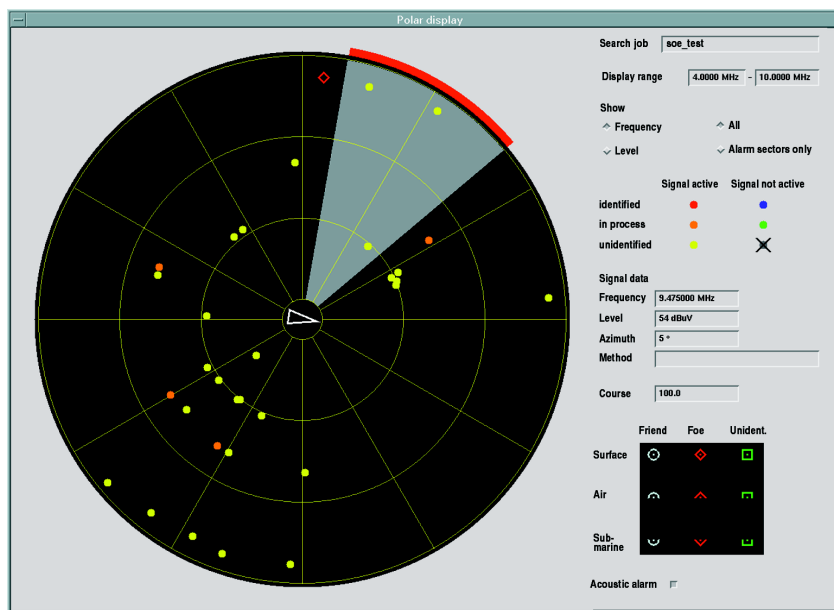 Polar display
Search job soe_test
Display range 4.0000 MHz - 10.0000 MHz
Show
Frequency All
Level Alarm sectors only
Signal active Signal not active
identified
in process
unidentified
Signal data
Frequency 9.475000 MHz
Level 54 dBuV
Azimuth 5 °
Method
Course 100.0
Friend Foe Unident.
Surface
Air
Sub-
marine
Acoustic alarm